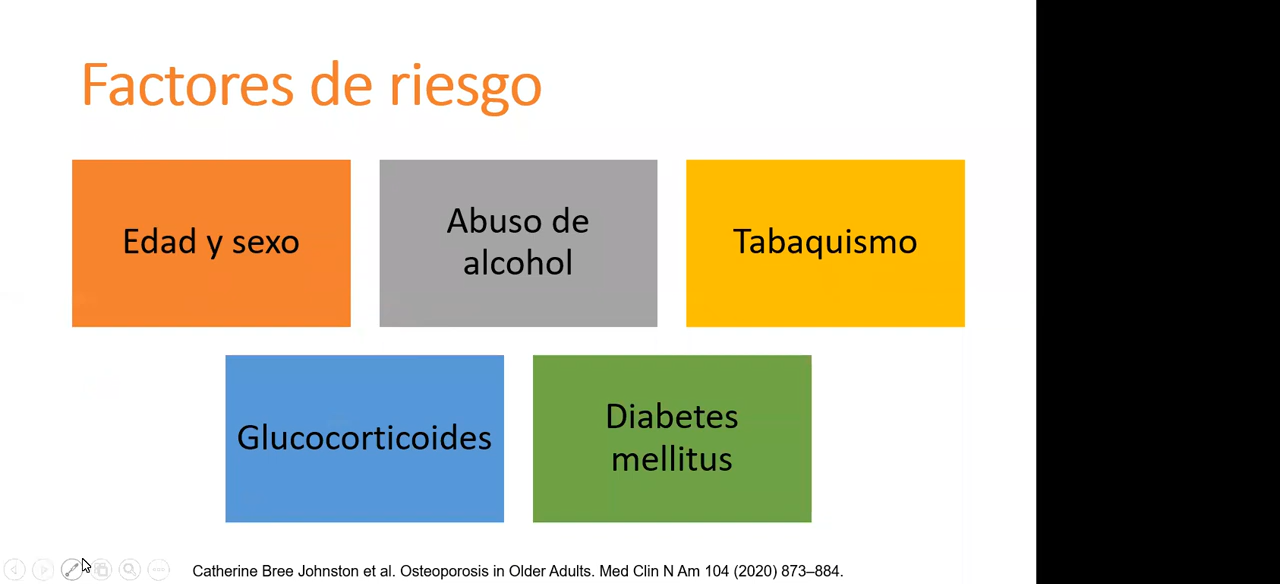 Factores de riesgo
Edad y sexo
Abuso de
alcohol
Tabaquismo
Glucocorticoides
Diabetes
mellitus
Catherine Bree Johnston et al. Osteoporosis in Older Adults. Med Clin N Am 104 (2020) 873–884.